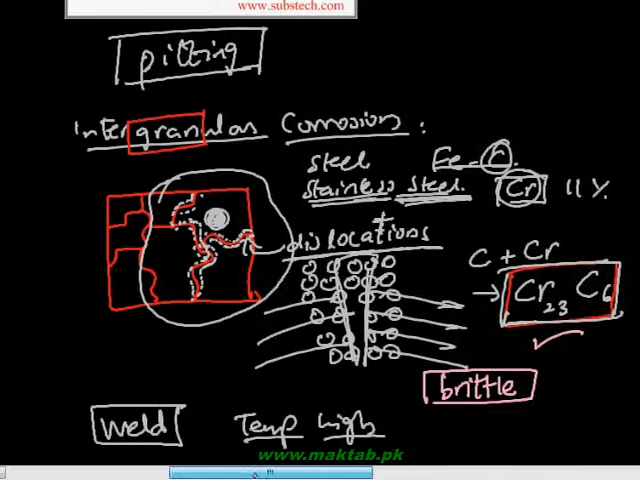 www.substech.com
pitting
Intergranular Corrosion:
steel Fe - C.
stainless steel Cr 11 %
dislocations
C + Cr
→ Cr23 C6
brittle
weld Temp high
www.maktab.pk